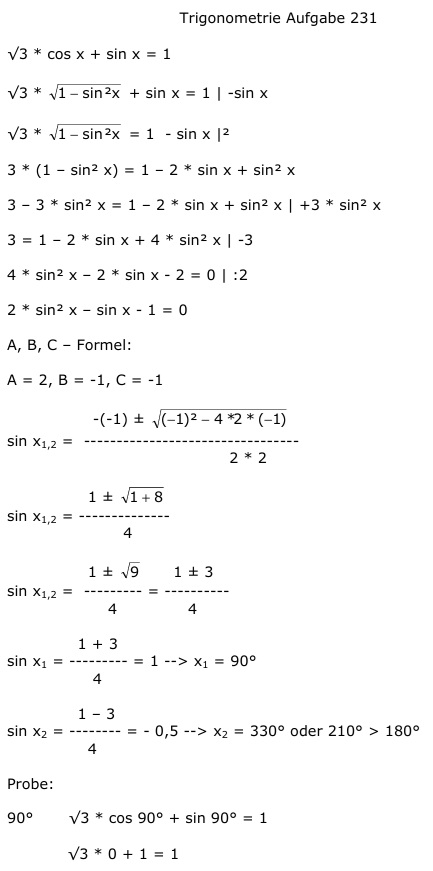 Trigonometrie Aufgabe 231
√3 * cos x + sin x = 1
√3 * √1 – sin²x + sin x = 1 | -sin x
√3 * √1 – sin²x = 1 - sin x |²
3 * (1 – sin² x) = 1 – 2 * sin x + sin² x
3 – 3 * sin² x = 1 – 2 * sin x + sin² x | +3 * sin² x
3 = 1 – 2 * sin x + 4 * sin² x | -3
4 * sin² x – 2 * sin x - 2 = 0 | :2
2 * sin² x – sin x - 1 = 0
A, B, C – Formel:
A = 2, B = -1, C = -1
-(-1) ± √(–1)² – 4 *2 * (–1)
sin x1,2 = ---------------------------------
2 * 2
1 ± √1 + 8
sin x1,2 = --------------
4
1 ± √9 1 ± 3
sin x1,2 = --------- = ----------
4 4
1 + 3
sin x1 = --------- = 1 --> x1 = 90°
4
1 – 3
sin x2 = -------- = - 0,5 --> x2 = 330° oder 210° > 180°
4
Probe:
90° √3 * cos 90° + sin 90° = 1
√3 * 0 + 1 = 1